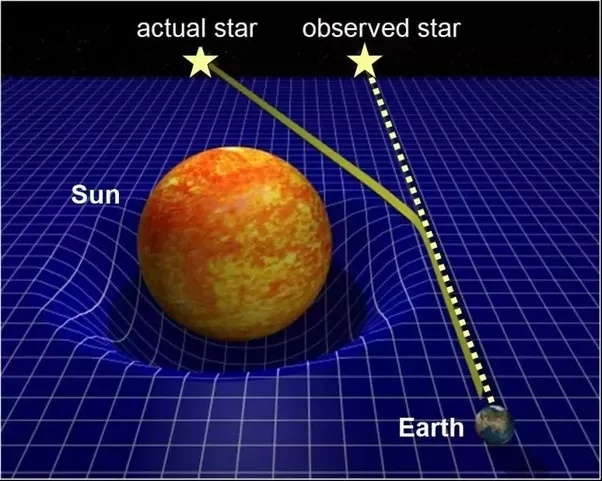 actual star
observed star
Sun
Earth